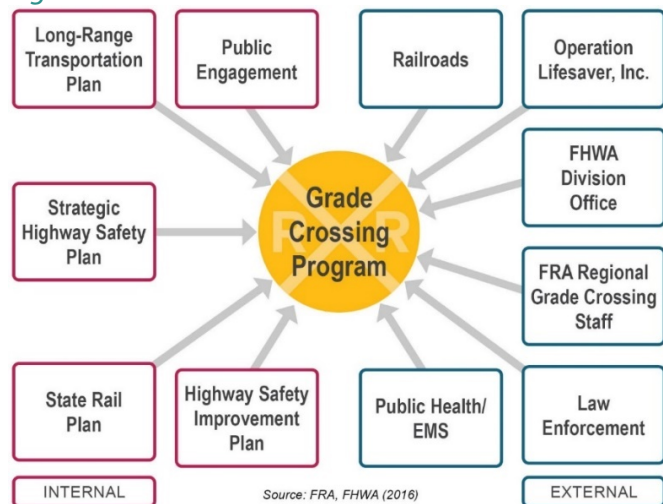 Long-Range
Transportation
Plan
Public
Engagement
Railroads
Operation
Lifesaver, Inc.
Strategic
Highway Safety
Plan
R R
Grade
Crossing
Program
FHWA
Division
Office
FRA Regional
Grade Crossing
Staff
State Rail
Plan
Highway Safety
Improvement
Plan
Public Health/
EMS
Law
Enforcement
INTERNAL
Source: FRA, FHWA (2016)
EXTERNAL